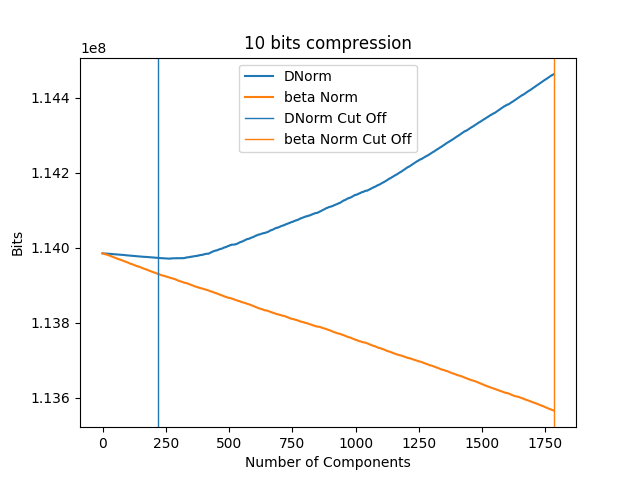 10 bits compression
1e8
DNorm
beta Norm
DNorm Cut Off
beta Norm Cut Off
1.144
1.142
1.140
1.138
1.136
Bits
0 250 500 750 1000 1250 1500 1750
Number of Components